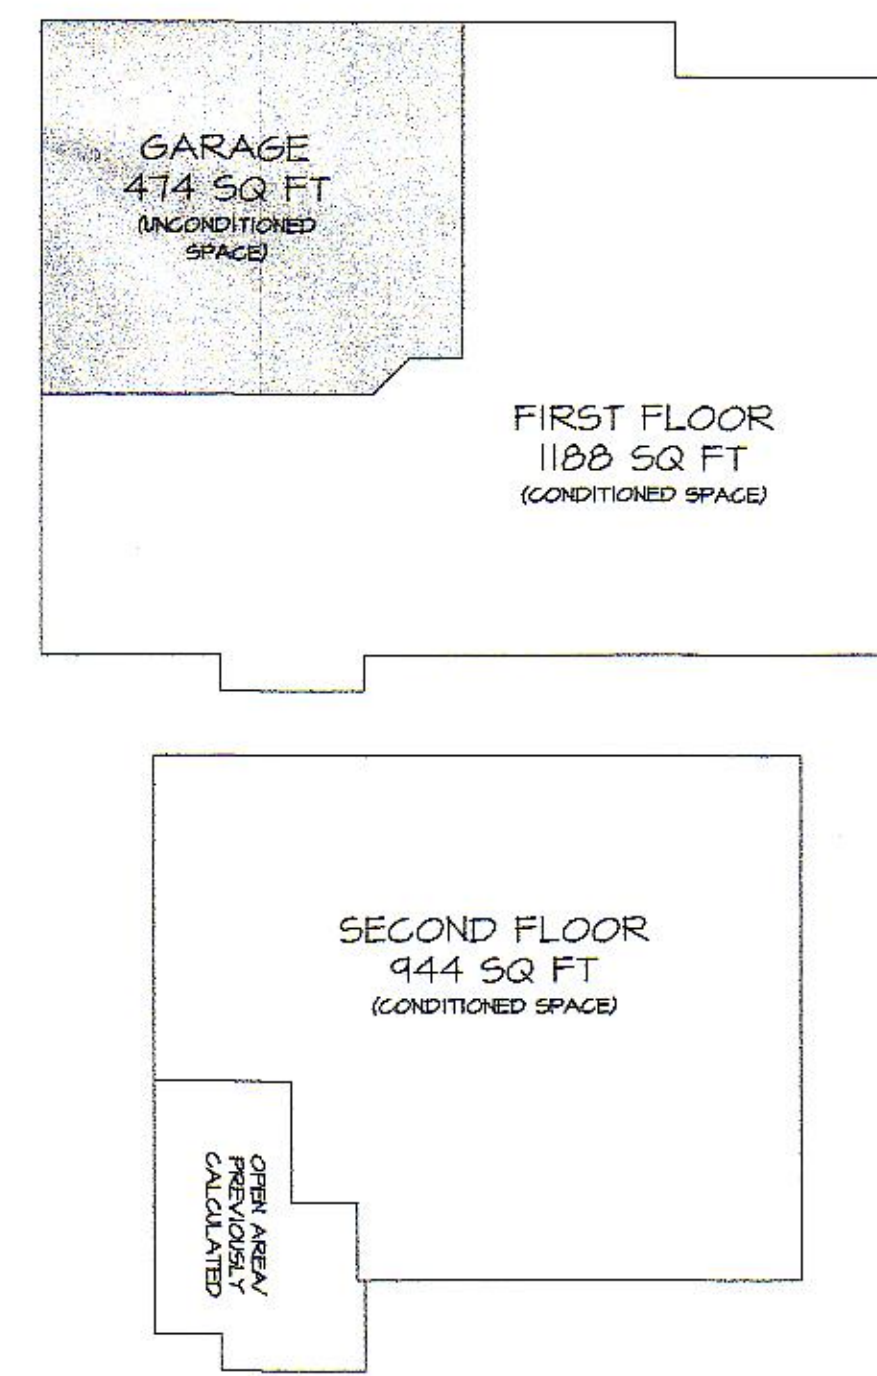 GARAGE
474 SQ FT
(UNCONDITIONED
SPACE)
FIRST FLOOR
1188 SQ FT
(CONDITIONED SPACE)
SECOND FLOOR
944 SQ FT
(CONDITIONED SPACE)
OPEN AREA/
PREVIOUSLY
CALCULATED